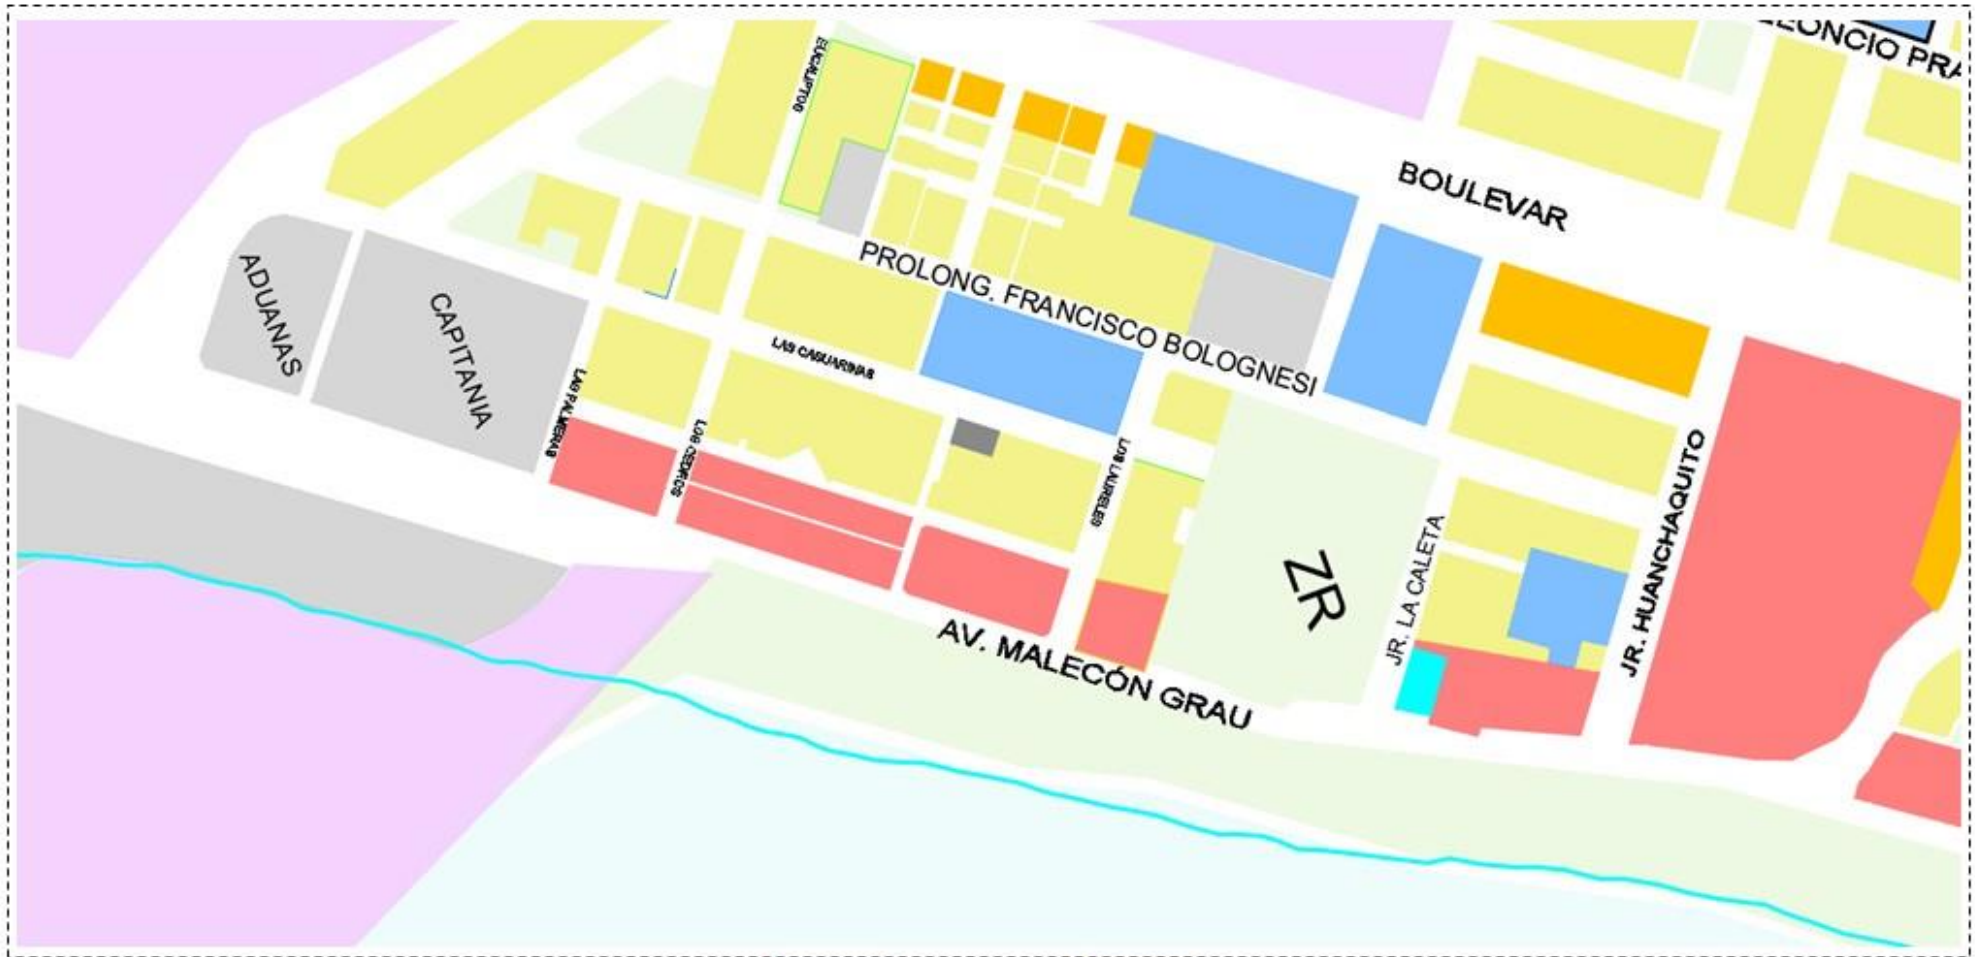 LEONCIO PRA
EUCALIPTOS
BOULEVAR
PROLONG. FRANCISCO BOLOGNESI
ADUANAS
CAPITANIA
LAS CASUARINAS
LAS PALMERAS
LOS CEDROS
LOS LAURELES
JR. HUANCHAQUITO
JR. LA CALETA
ZR
AV. MALECÓN GRAU